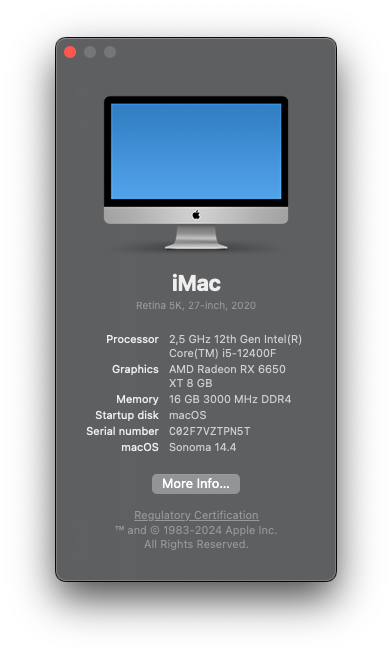 iMac
Retina 5K, 27-inch, 2020
Processor 2,5 GHz 12th Gen Intel(R)
Core(TM) i5-12400F
Graphics AMD Radeon RX 6650
XT 8 GB
Memory 16 GB 3000 MHz DDR4
Startup disk macOS
Serial number C02F7VZTPN5T
macOS Sonoma 14.4
More Info...
Regulatory Certification
™ and © 1983-2024 Apple Inc.
All Rights Reserved.